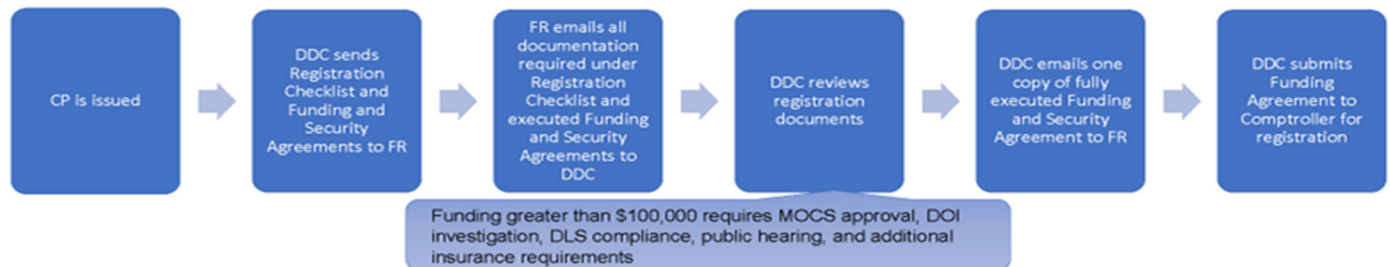 CP is issued
DDC sends
Registration
Checklist and
Funding and
Security
Agreements to FR
FR emails all
documentation
required under
Registration
Checklist and
executed Funding
and Security
Agreements to
DDC
DDC reviews
registration
documents
DDC emails one
copy of fully
executed Funding
and Security
Agreement to FR
DDC submits
Funding
Agreement to
Comptroller for
registration
Funding greater than $100,000 requires MOCS approval, DOI
investigation, DLS compliance, public hearing, and additional
insurance requirements